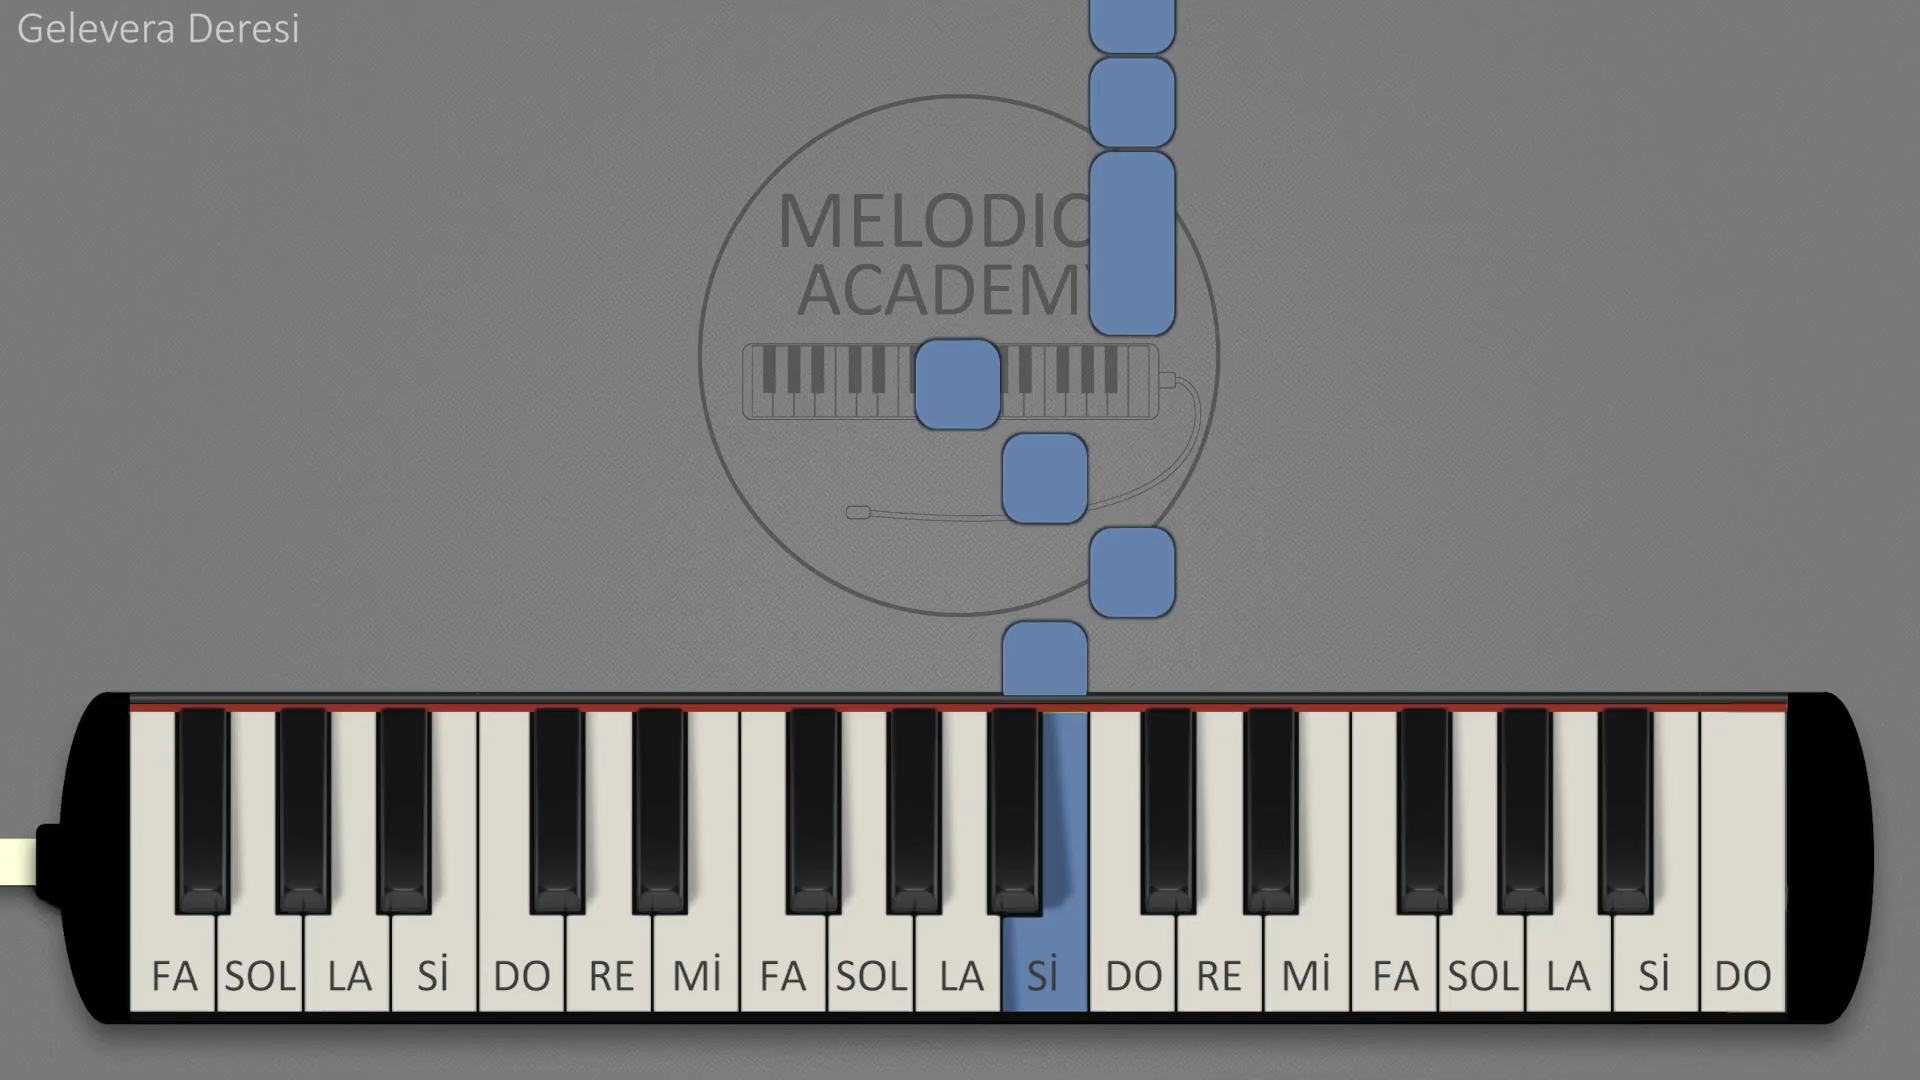 Gelevera Deresi
MELODIC
ACADEM
FA SOL LA Sİ DO RE Mİ FA SOL LA Sİ DO RE Mİ FA SOL LA Sİ DO